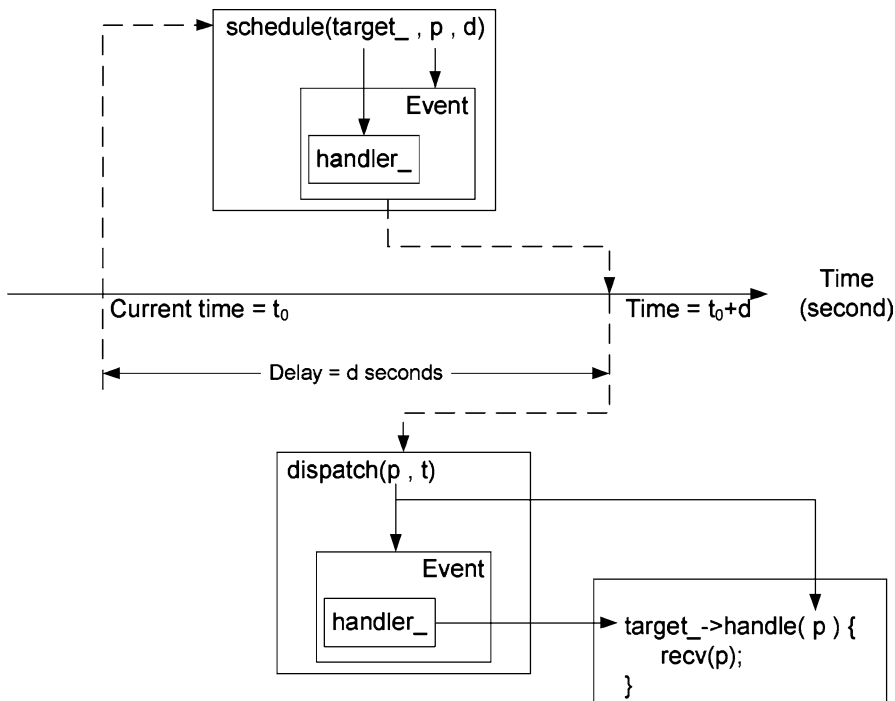 schedule(target_ , p , d)
Event
handler_
Time
(second)
Current time = t₀
Time = t₀+d
Delay = d seconds
dispatch(p , t)
Event
handler_
target_->handle( p ) {
recv(p);
}